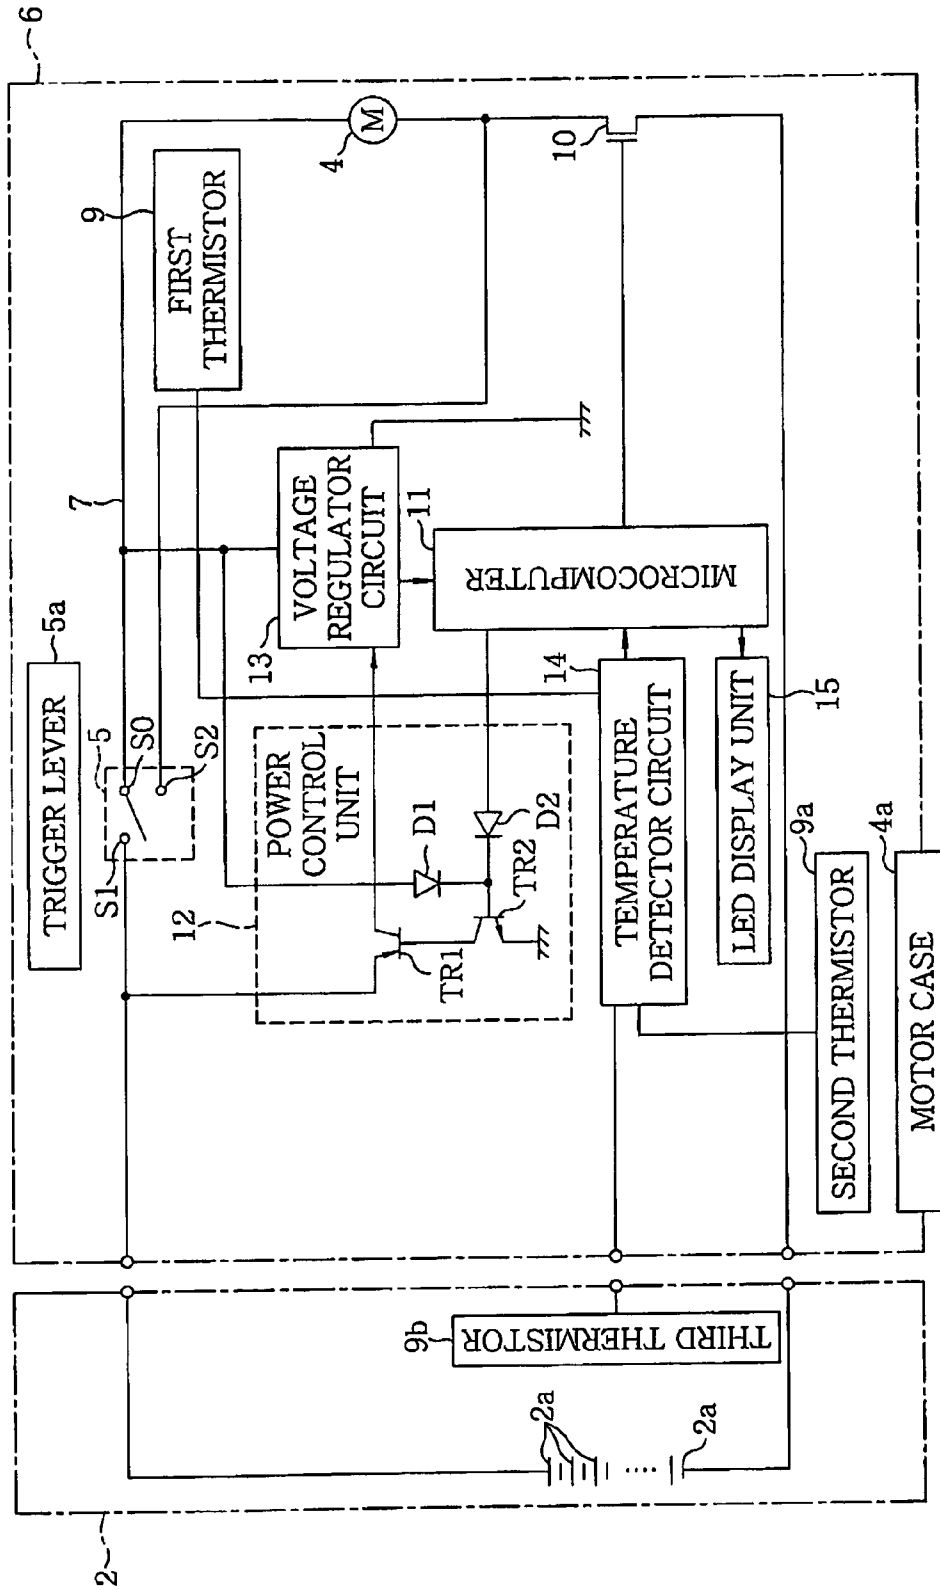 6
TRIGGER LEVER
5a
5
S1
S0
S2
7
9
FIRST
THERMISTOR
4
M
10
12
POWER
CONTROL
UNIT
D1
D2
TR1
TR2
13
VOLTAGE
REGULATOR
CIRCUIT
11
MICROCOMPUTER
14
TEMPERATURE
DETECTOR CIRCUIT
LED DISPLAY UNIT
15
9a
SECOND THERMISTOR
4a
MOTOR CASE
9b
THIRD THERMISTOR
2a
2a
2